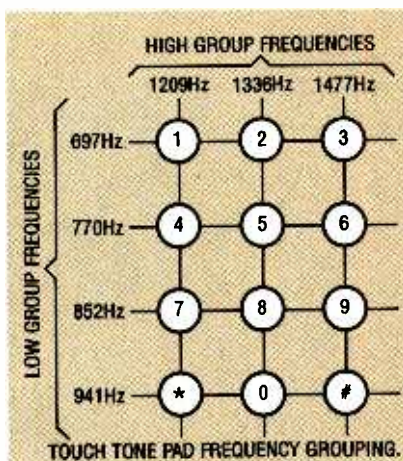 HIGH GROUP FREQUENCIES
1209Hz 1336Hz 1477Hz
LOW GROUP FREQUENCIES
697Hz 1 2 3
770Hz 4 5 6
852Hz 7 8 9
941Hz * 0 #
TOUCH TONE PAD FREQUENCY GROUPING.